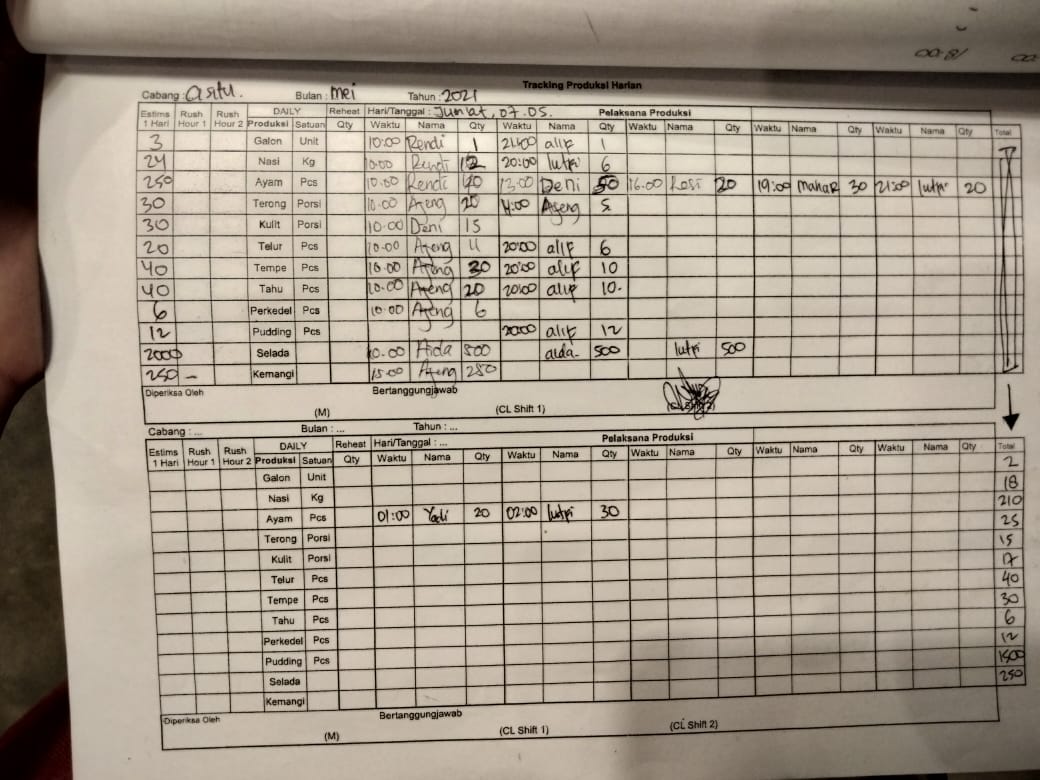 00:81
Tracking Produksi Harian
Cabang : Bulan : Mei Tahun : 2021
Estims 1 Hari Rush Hour 1 Rush Hour 2 DAILY Produksi Satuan Reheat Qty Hari/Tanggal : Jum'at, 07.05. Pelaksana Produksi
Waktu Nama Qty Waktu Nama Qty Waktu Nama Qty Waktu Nama Qty Waktu Nama Qty Total
3 Galon Unit 10:00 Rendi 1 21:00 alif 1
24 Nasi Kg 10:00 Rendi 12 20:00 lutpi 6
250 Ayam Pcs 10:00 Rendi 40 13:00 Deni 50 16:00 Rosi 20 19:00 Mahar 30 21:00 lutpi 20
30 Terong Porsi 10.00 Ajeng 20 Ajeng 5
30 Kulit Porsi 10.00 Deni 15
20 Telur Pcs 10.00 Ajeng 11 20:00 alif 6
40 Tempe Pcs 10.00 Ajeng 30 20:00 alif 10
40 Tahu Pcs 10.00 Ajeng 20 20:00 alif 10.
6 Perkedel Pcs 10.00 Ajeng 6
12 Pudding Pcs 20:00 alif 12
2000 Selada 10.00 Aida 500 aida 500 lutpi 500
250 - Kemangi 15.00 Ajeng 250
Diperiksa Oleh Bertanggungjawab
(M) (CL Shift 1) (CL Shift 2)
Cabang : ... Bulan : ... Tahun : ...
Estims 1 Hari Rush Hour 1 Rush Hour 2 DAILY Produksi Satuan Reheat Qty Hari/Tanggal : ... Pelaksana Produksi
Waktu Nama Qty Waktu Nama Qty Waktu Nama Qty Waktu Nama Qty Waktu Nama Qty Total
Galon Unit 2
Nasi Kg 18
Ayam Pcs 01:00 Yadi 20 02:00 lutpi 30 210
Terong Porsi 25
Kulit Porsi 15
Telur Pcs 17
Tempe Pcs 40
Tahu Pcs 30
Perkedel Pcs 6
Pudding Pcs 12
Selada 1500
Kemangi 250
Diperiksa Oleh Bertanggungjawab
(M) (CL Shift 1) (CL Shift 2)